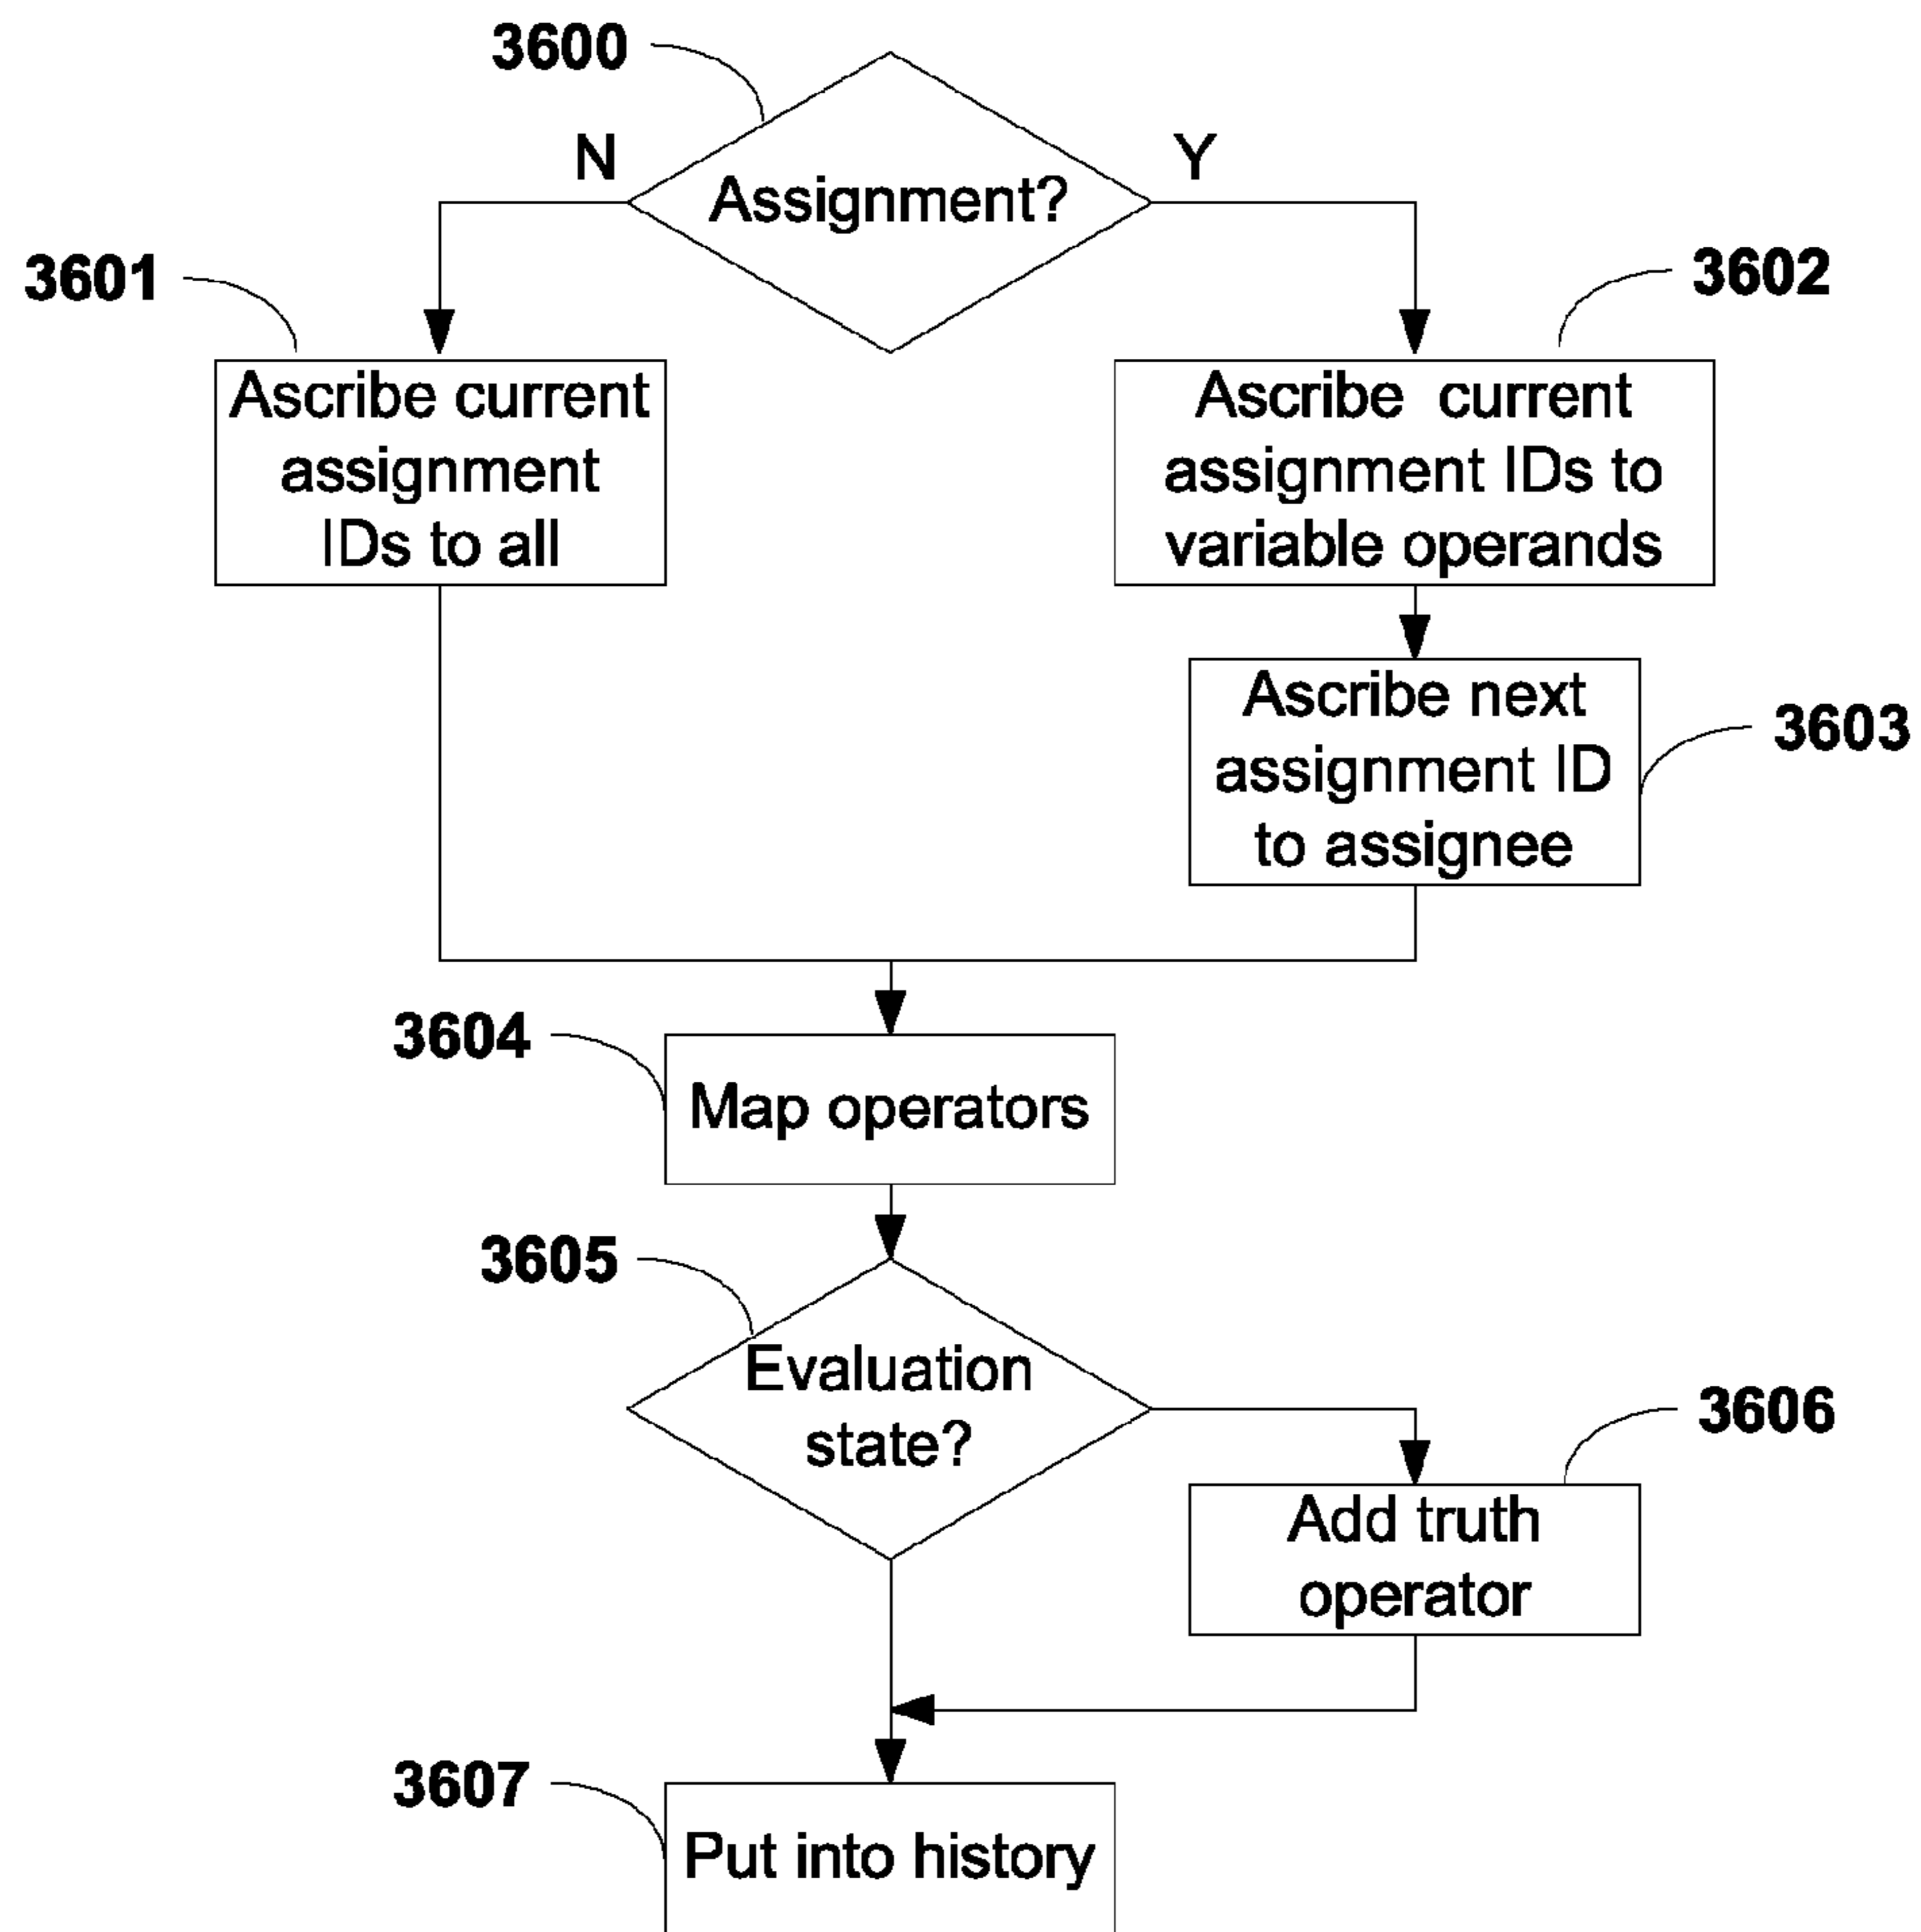 3600
N
Y
Assignment?
3601
3602
Ascribe current
assignment
IDs to all
Ascribe current
assignment IDs to
variable operands
Ascribe next
assignment ID
to assignee
3603
3604
Map operators
3605
Evaluation
state?
3606
Add truth
operator
3607
Put into history